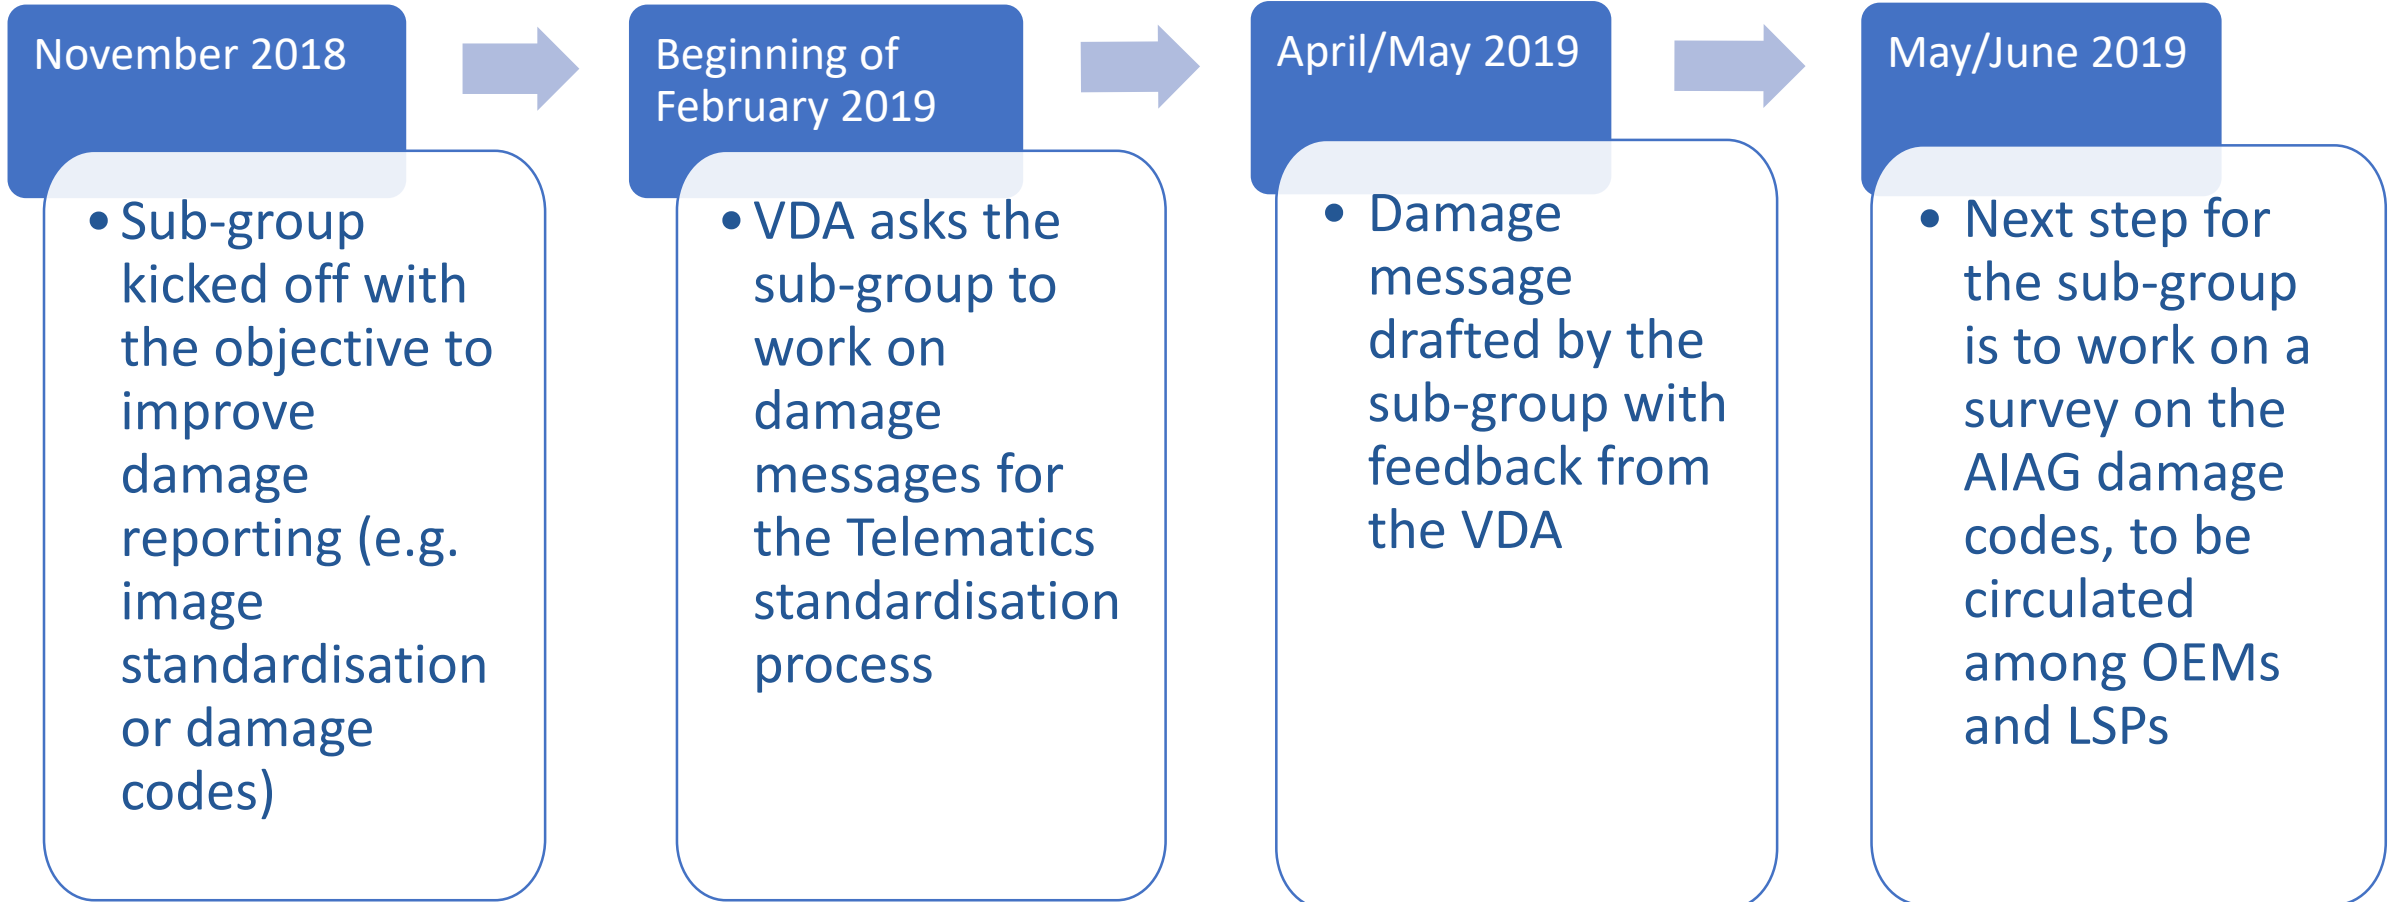 November 2018
• Sub-group
kicked off with
the objective to
improve
damage
reporting (e.g.
image
standardisation
or damage
codes)
Beginning of
February 2019
• VDA asks the
sub-group to
work on
damage
messages for
the Telematics
standardisation
process
April/May 2019
• Damage
message
drafted by the
sub-group with
feedback from
the VDA
May/June 2019
• Next step for
the sub-group
is to work on a
survey on the
AIAG damage
codes, to be
circulated
among OEMs
and LSPs